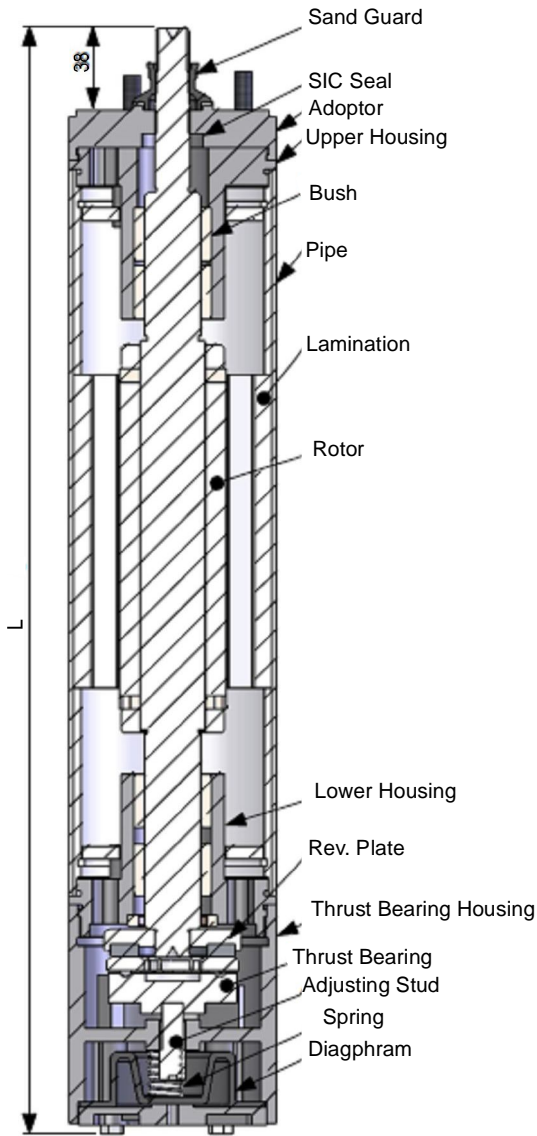 Sand Guard
38
SIC Seal
Adoptor
Upper Housing
Bush
Pipe
Lamination
Rotor
L
Lower Housing
Rev. Plate
Thrust Bearing Housing
Thrust Bearing
Adjusting Stud
Spring
Diagphram